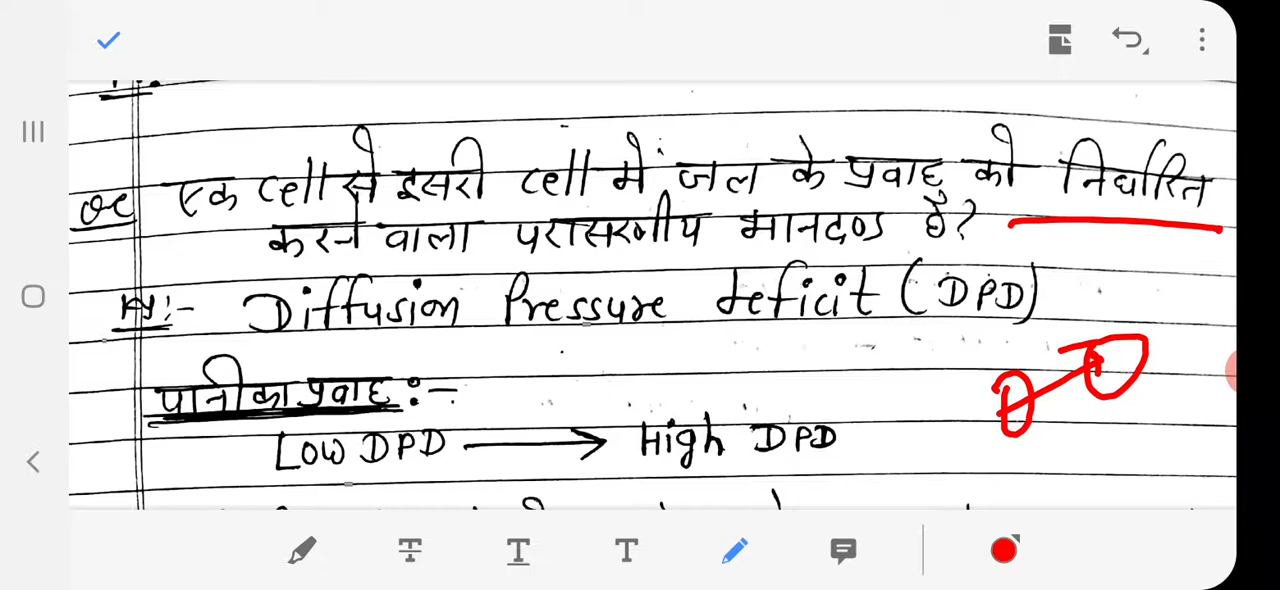 Que एक cell से दुसरी cell में जल के प्रवाह को निर्धारित
करने वाला परासरणीय मानदण्ड है?
A:- Diffusion Pressure deficit (DPD)
पानी का प्रवाह :-
Low DPD → High DPD
T T T